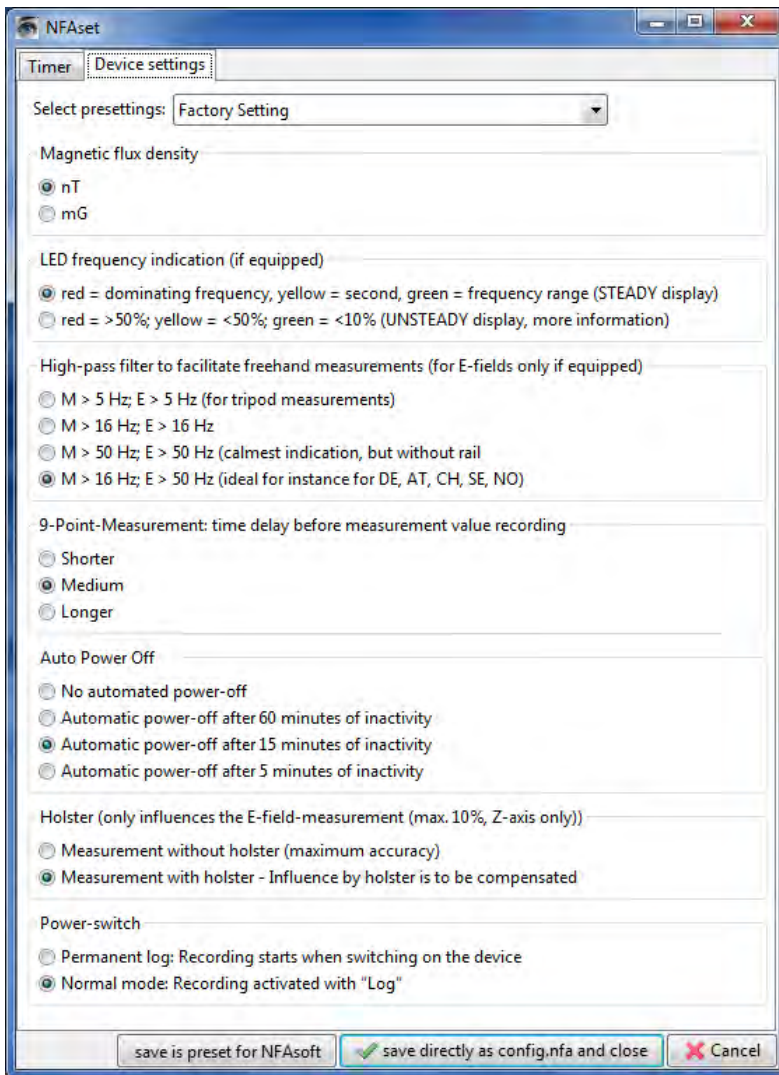 NFAset
Timer Device settings
Select presettings: Factory Setting
Magnetic flux density
nT
mG
LED frequency indication (if equipped)
red = dominating frequency, yellow = second, green = frequency range (STEADY display)
red = >50%; yellow = <50%; green = <10% (UNSTEADY display, more information)
High-pass filter to facilitate freehand measurements (for E-fields only if equipped)
M > 5 Hz; E > 5 Hz (for tripod measurements)
M > 16 Hz; E > 16 Hz
M > 50 Hz; E > 50 Hz (calmest indication, but without rail
M > 16 Hz; E > 50 Hz (ideal for instance for DE, AT, CH, SE, NO)
9-Point-Measurement: time delay before measurement value recording
Shorter
Medium
Longer
Auto Power Off
No automated power-off
Automatic power-off after 60 minutes of inactivity
Automatic power-off after 15 minutes of inactivity
Automatic power-off after 5 minutes of inactivity
Holster (only influences the E-field-measurement (max. 10%, Z-axis only))
Measurement without holster (maximum accuracy)
Measurement with holster - Influence by holster is to be compensated
Power-switch
Permanent log: Recording starts when switching on the device
Normal mode: Recording activated with "Log"
save is preset for NFAsoft save directly as config.nfa and close Cancel